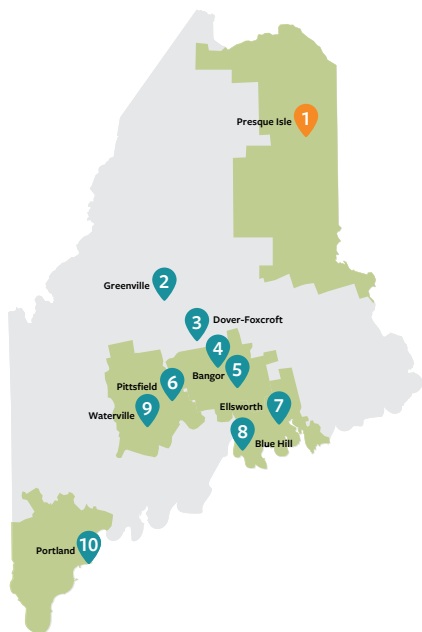 Presque Isle 1
Greenville 2
3 Dover-Foxcroft
4
Bangor 5
Pittsfield 6
Ellsworth 7
Waterville 9
8 Blue Hill
Portland 10